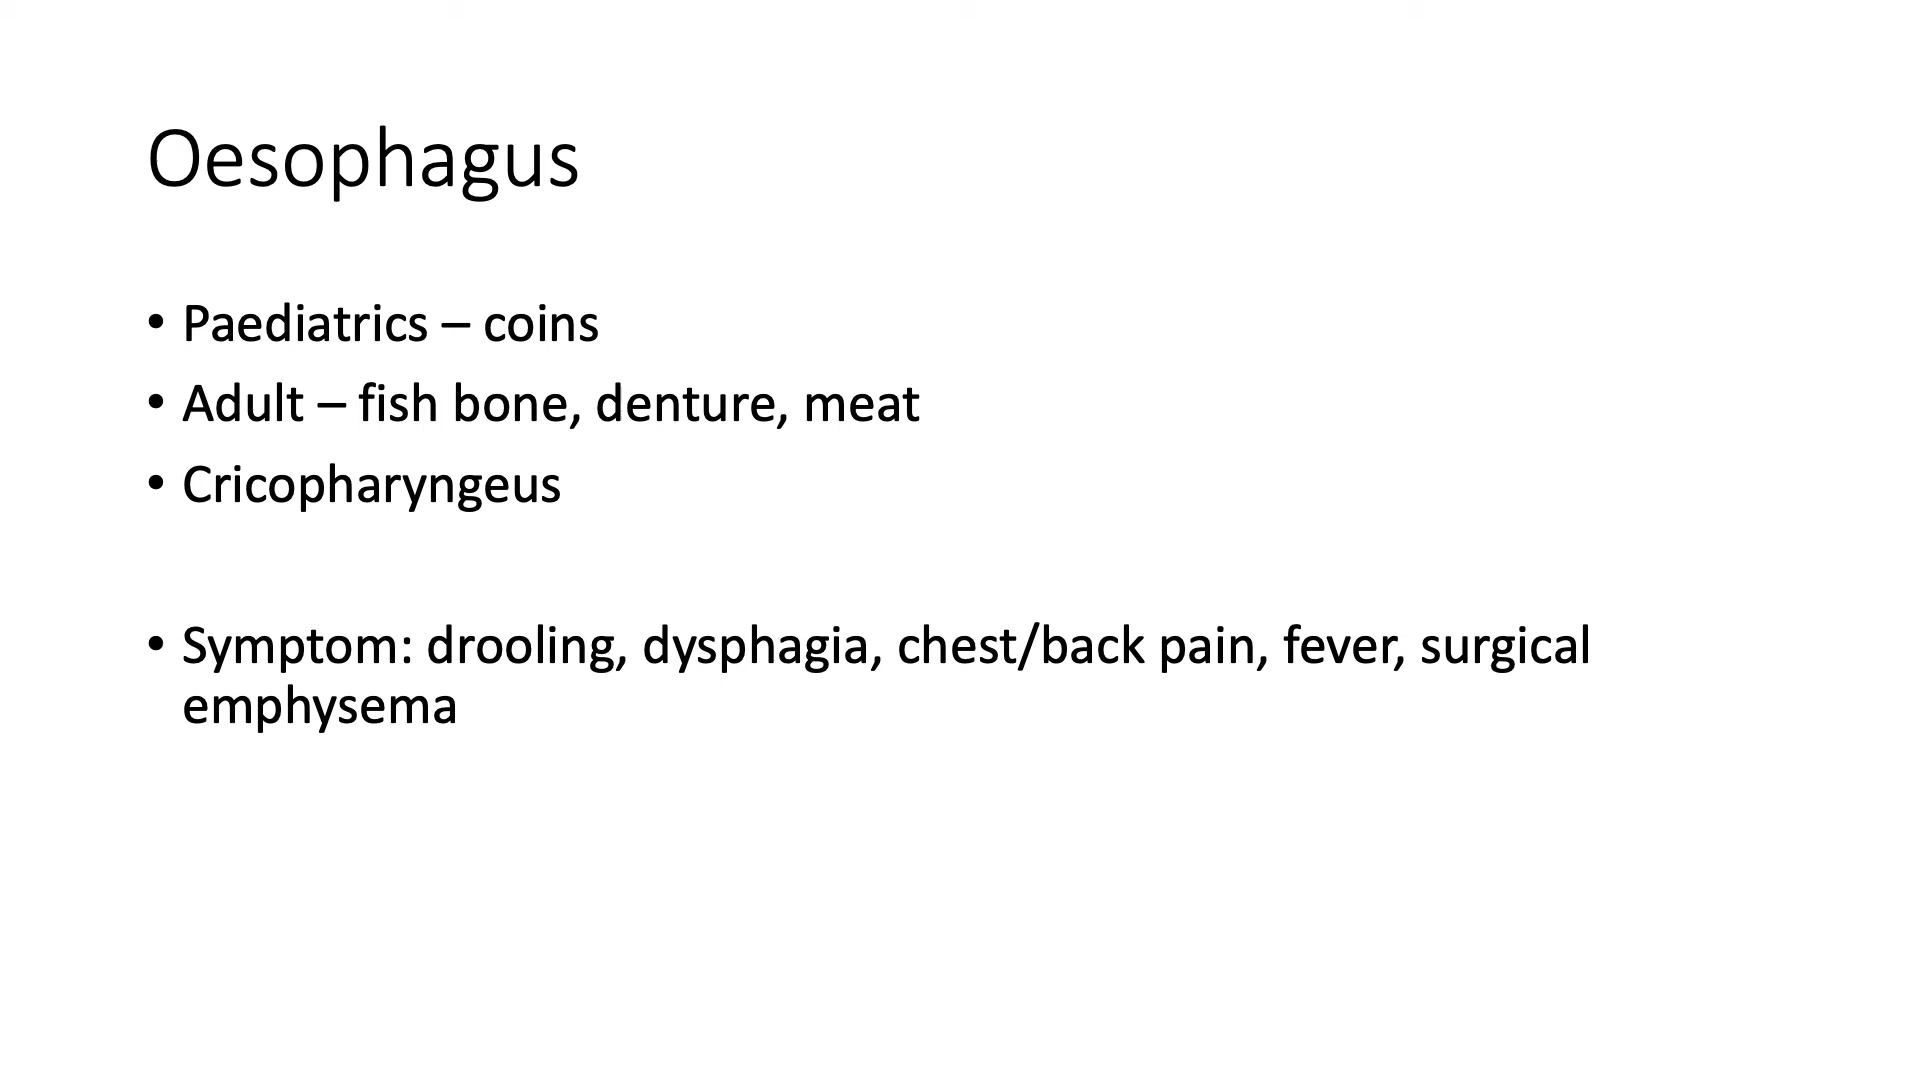 Oesophagus
• Paediatrics – coins
• Adult – fish bone, denture, meat
• Cricopharyngeus
• Symptom: drooling, dysphagia, chest/back pain, fever, surgical
emphysema